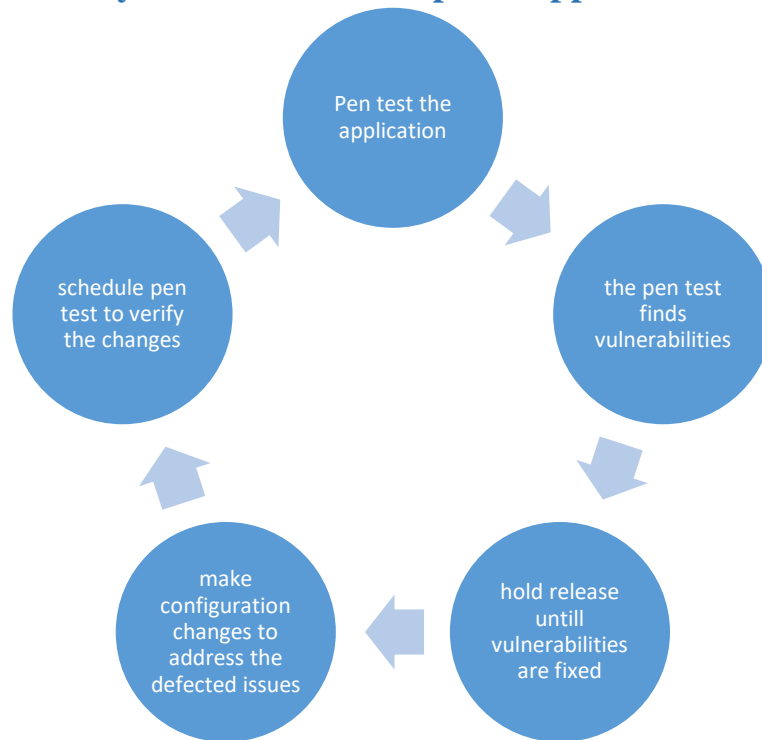 Pen test the
application
the pen test
finds
vulnerabilities
hold release
untill
vulnerabilities
are fixed
make
configuration
changes to
address the
defected issues
schedule pen
test to verify
the changes